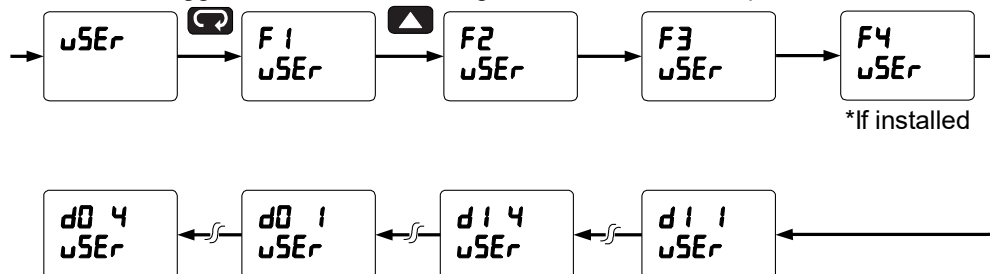 uSEr
F1
uSEr
F2
uSEr
F3
uSEr
F4
uSEr
*If installed
dO 4
uSEr
dO 1
uSEr
dI 4
uSEr
dI 1
uSEr